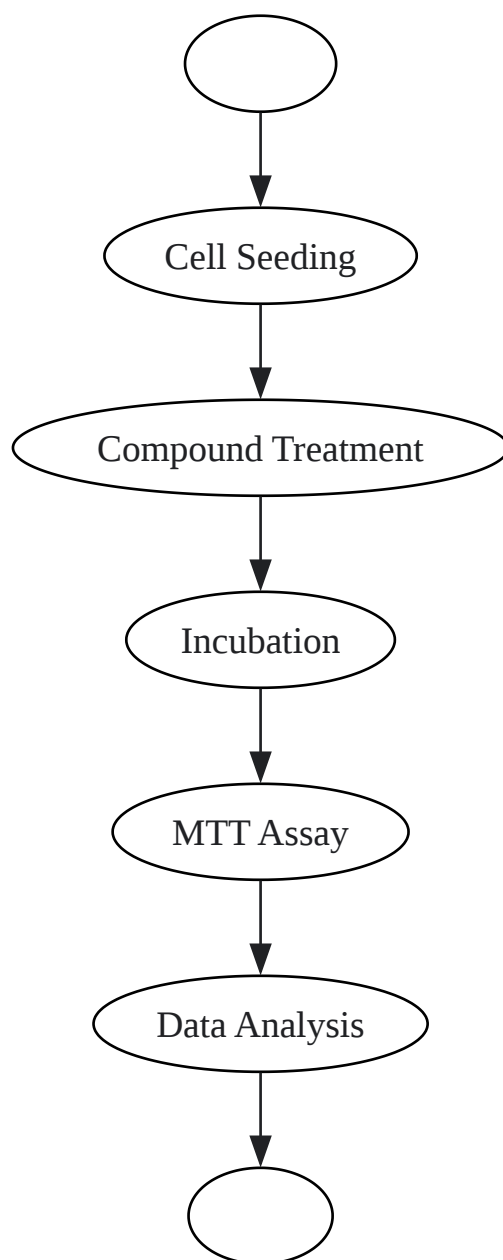 Cell Seeding
Compound Treatment
Incubation
MTT Assay
Data Analysis